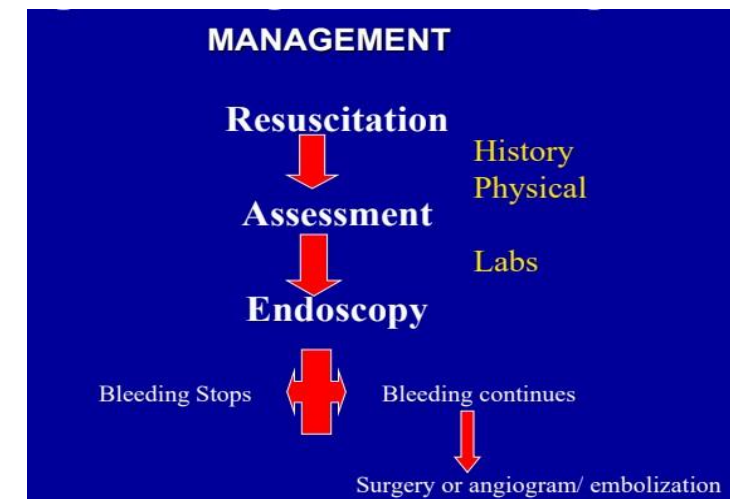 MANAGEMENT
Resuscitation
History
Physical
Assessment
Labs
Endoscopy
Bleeding Stops
Bleeding continues
Surgery or angiogram/ embolization